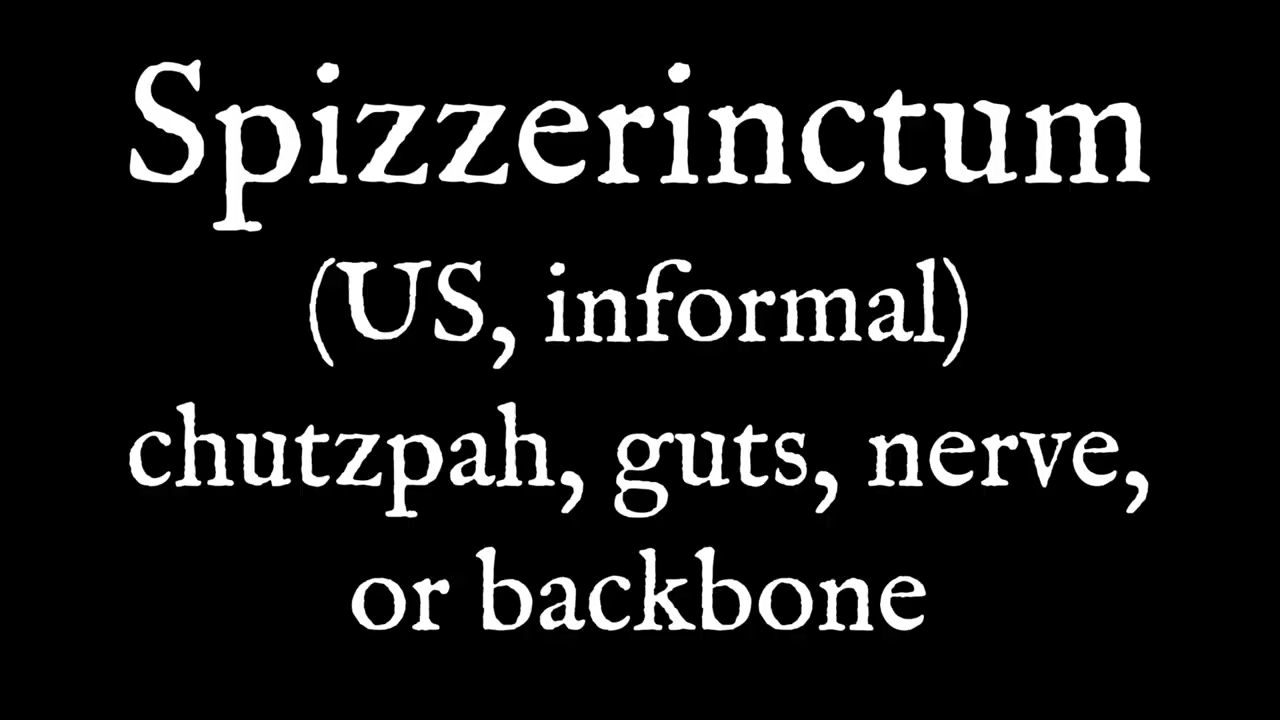 Spizzerinctum
(US, informal)
chutzpah, guts, nerve,
or backbone